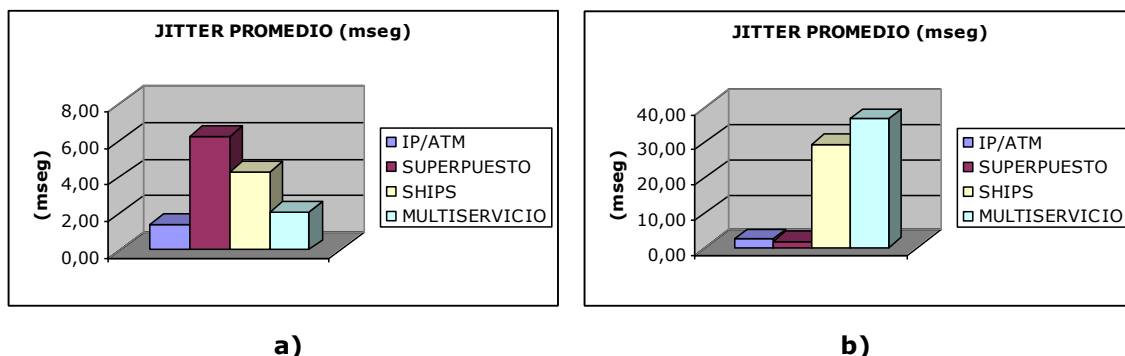 JITTER PROMEDIO (mseg)
(mseg)
8,00
6,00
4,00
2,00
0,00
IP/ATM
SUPERPUESTO
SHIPS
MULTISERVICIO
a)
JITTER PROMEDIO (mseg)
(mseg)
40,00
30,00
20,00
10,00
0,00
IP/ATM
SUPERPUESTO
SHIPS
MULTISERVICIO
b)